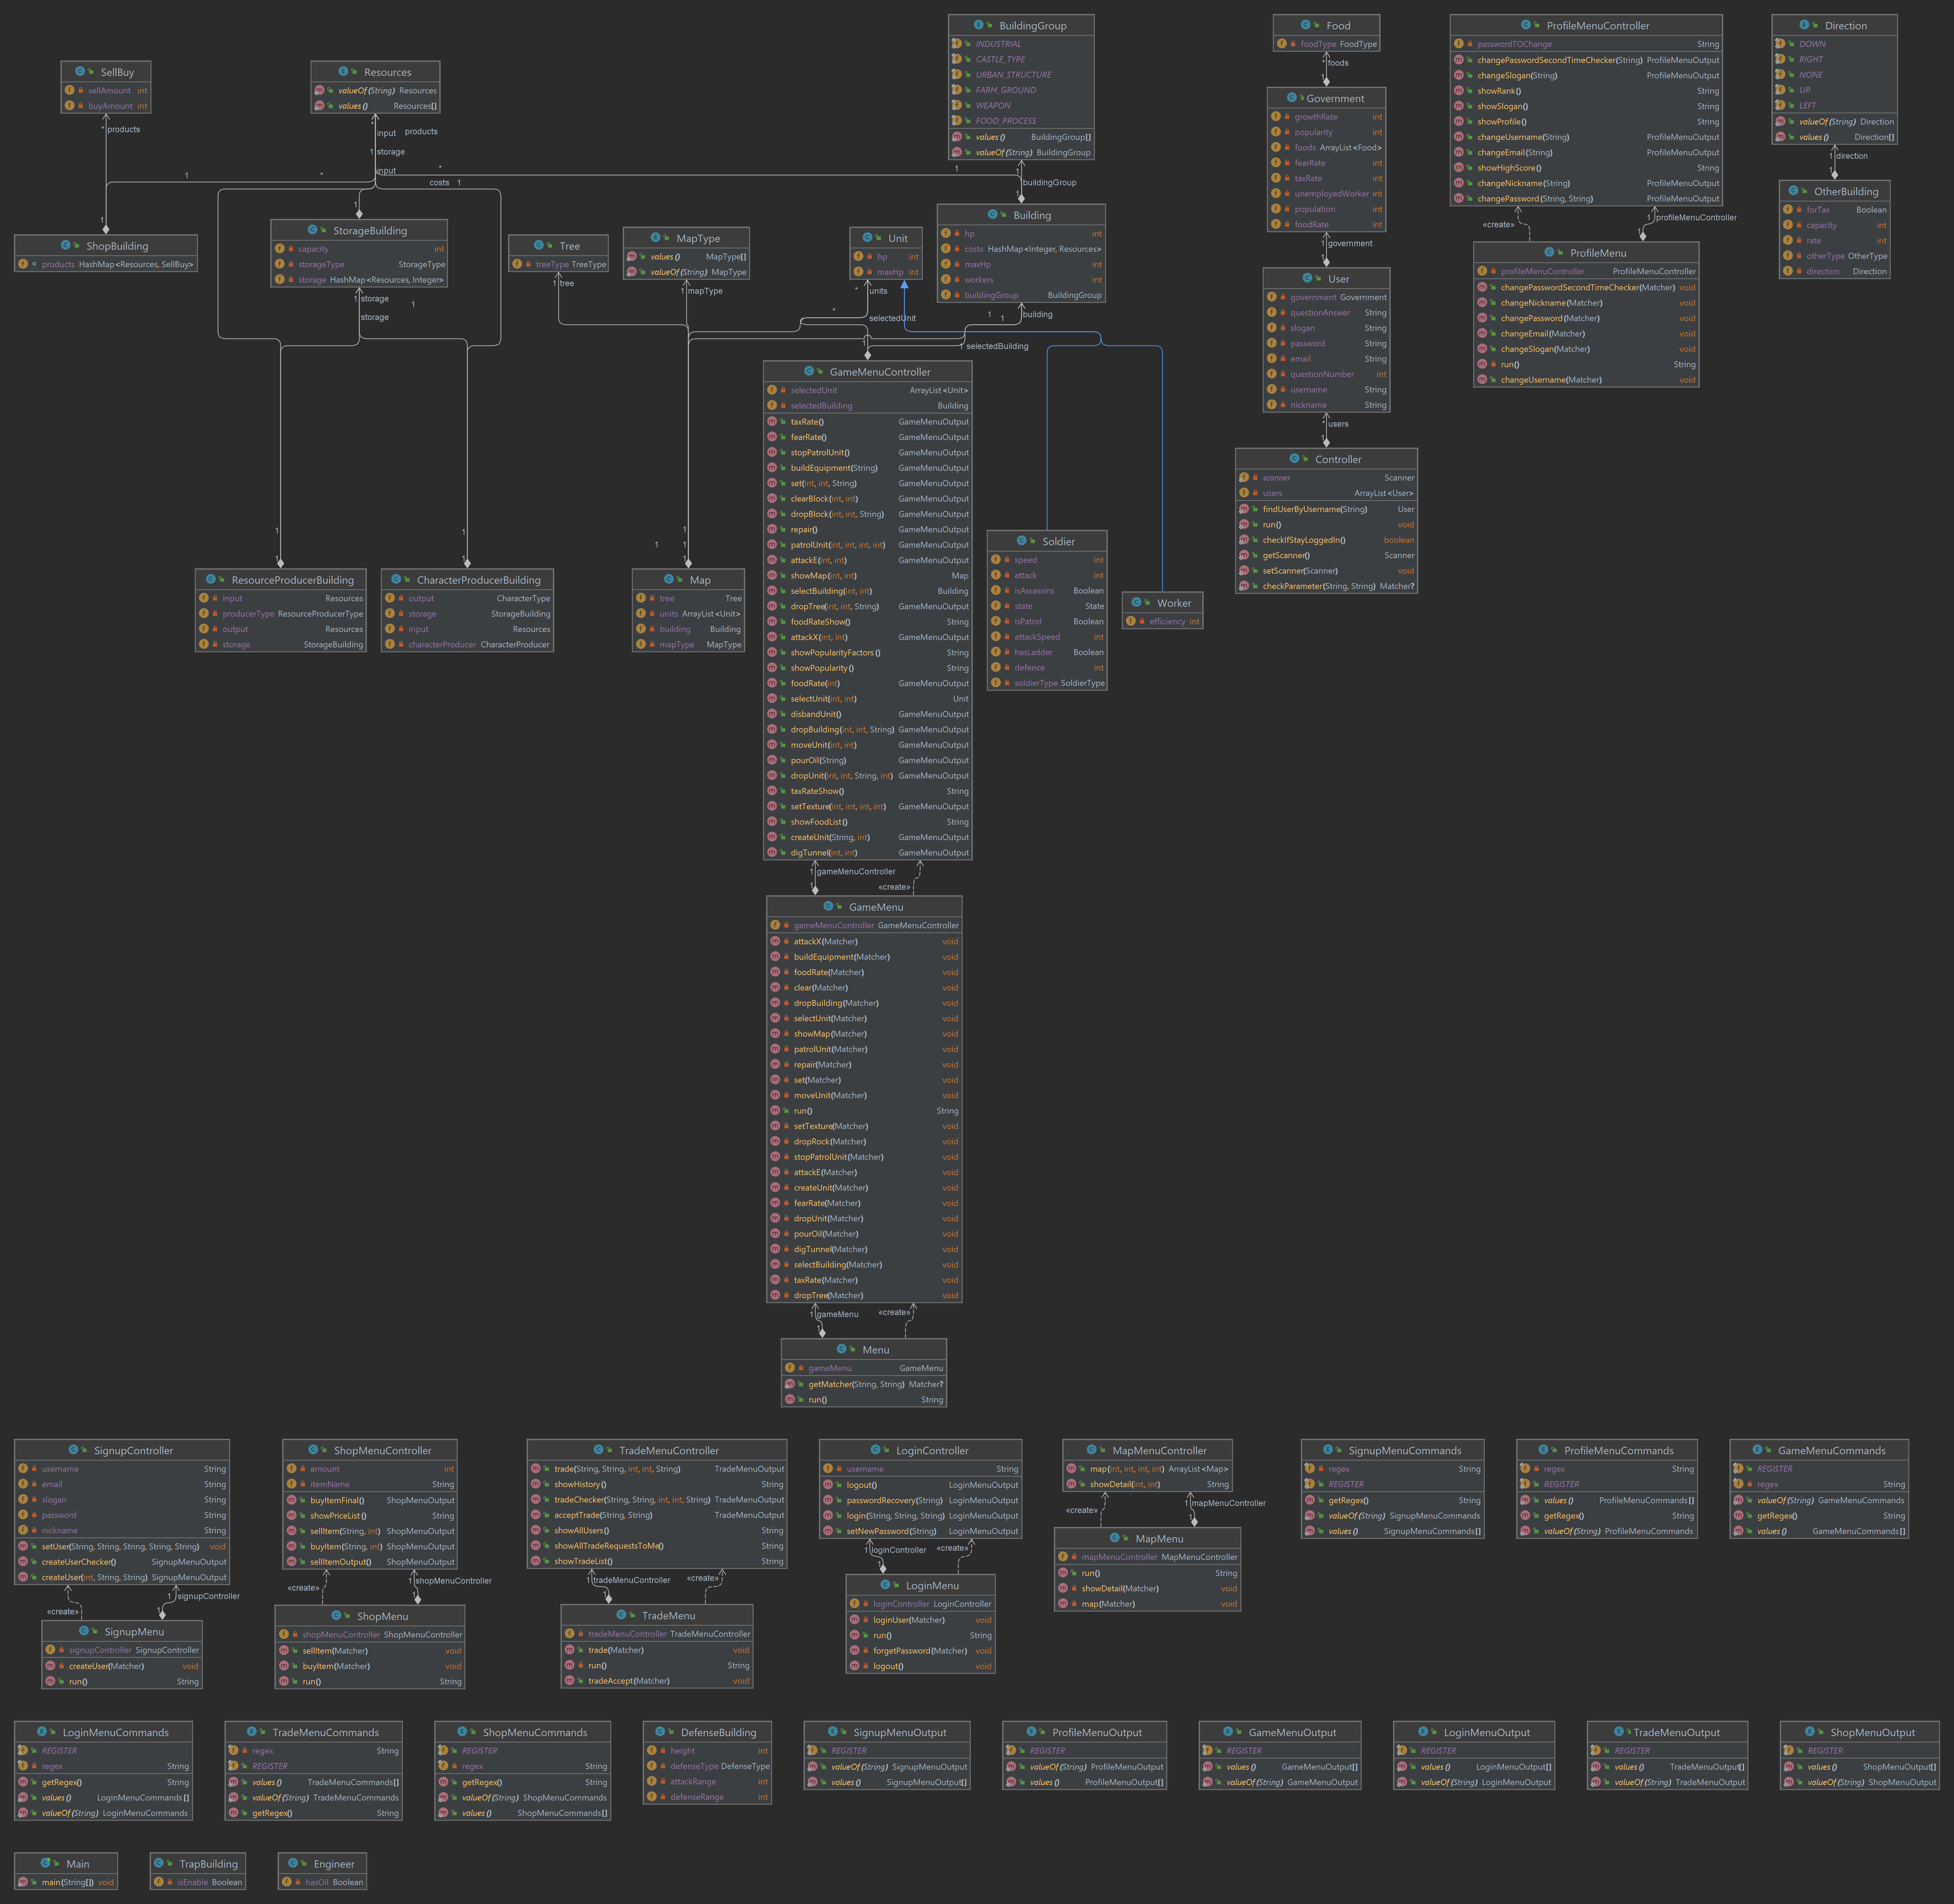 BuildingGroup
INDUSTRIAL
CASTLE_TYPE
URBAN_STRUCTURE
FARM_GROUND
WEAPON
FOOD_PROCESS
values() BuildingGroup[]
valueOf(String) BuildingGroup
Food
foodType FoodType
ProfileMenuController
passwordTOChange String
changePasswordSecondTimeChecker(String) ProfileMenuOutput
changeSlogan(String) ProfileMenuOutput
showRank() String
showSlogan() String
showProfile() String
changeUsername(String) ProfileMenuOutput
changeEmail(String) ProfileMenuOutput
showHighScore() String
changeNickname(String) ProfileMenuOutput
changePassword(String, String) ProfileMenuOutput
Direction
DOWN
RIGHT
NONE
UP
LEFT
valueOf(String) Direction
values() Direction[]
SellBuy
sellAmount int
buyAmount int
Resources
valueOf(String) Resources
values() Resources[]
* foods
1
Government
growthRate int
popularity int
foods ArrayList<Food>
fearRate int
taxRate int
unemployedWorker int
population int
foodRate int
* products
* input products
1 storage
input
*
1 * costs 1 1
1 buildingGroup
1
1 direction
1
OtherBuilding
forTax Boolean
capacity int
rate int
otherType OtherType
direction Direction
1
ShopBuilding
products HashMap<Resources, SellBuy>
1
StorageBuilding
capacity int
storageType StorageType
storage HashMap<Resources, Integer>
Tree
treeType TreeType
MapType
values() MapType[]
valueOf(String) MapType
Unit
hp int
maxHp int
Building
hp int
costs HashMap<Integer, Resources>
maxHp int
workers int
buildingGroup BuildingGroup
1 government
1
User
government Government
questionAnswer String
slogan String
password String
email String
questionNumber int
username String
nickname String
«create» 1 profileMenuController
1
ProfileMenu
profileMenuController ProfileMenuController
changePasswordSecondTimeChecker(Matcher) void
changeNickname(Matcher) void
changePassword(Matcher) void
changeEmail(Matcher) void
changeSlogan(Matcher) void
run() String
changeUsername(Matcher) void
1 storage 1
storage
1 tree
1 mapType
* units
* selectedUnit
1 1 building
1 1 selectedBuilding
GameMenuController
selectedUnit ArrayList<Unit>
selectedBuilding Building
taxRate() GameMenuOutput
fearRate() GameMenuOutput
stopPatrolUnit() GameMenuOutput
buildEquipment(String) GameMenuOutput
set(int, int, String) GameMenuOutput
clearBlock(int, int) GameMenuOutput
dropBlock(int, int, String) GameMenuOutput
repair() GameMenuOutput
patrolUnit(int, int, int, int) GameMenuOutput
attackE(int, int) GameMenuOutput
showMap(int, int) Map
selectBuilding(int, int) Building
dropTree(int, int, String) GameMenuOutput
foodRateShow() String
attackX(int, int) GameMenuOutput
showPopularityFactors() String
showPopularity() String
foodRate(int) GameMenuOutput
selectUnit(int, int) Unit
disbandUnit() GameMenuOutput
dropBuilding(int, int, String) GameMenuOutput
moveUnit(int, int) GameMenuOutput
pourOil(String) GameMenuOutput
dropUnit(int, int, String, int) GameMenuOutput
taxRateShow() String
setTexture(int, int, int, int) GameMenuOutput
showFoodList() String
createUnit(String, int) GameMenuOutput
digTunnel(int, int) GameMenuOutput
* users
1
Controller
scanner Scanner
users ArrayList<User>
findUserByUsername(String) User
run() void
checkIfStayLoggedIn() boolean
getScanner() Scanner
setScanner(Scanner) void
checkParameter(String, String) Matcher?
1 1 1 1
1 1 1
ResourceProducerBuilding
input Resources
producerType ResourceProducerType
output Resources
storage StorageBuilding
CharacterProducerBuilding
output CharacterType
storage StorageBuilding
input Resources
characterProducer CharacterProducer
Map
tree Tree
units ArrayList<Unit>
building Building
mapType MapType
Soldier
speed int
attack int
isAssassins Boolean
state State
isPatrol Boolean
attackSpeed int
hasLadder Boolean
defence int
soldierType SoldierType
Worker
efficiency int
1 gameMenuController
1 «create»
GameMenu
gameMenuController GameMenuController
attackX(Matcher) void
buildEquipment(Matcher) void
foodRate(Matcher) void
clear(Matcher) void
dropBuilding(Matcher) void
selectUnit(Matcher) void
showMap(Matcher) void
patrolUnit(Matcher) void
repair(Matcher) void
set(Matcher) void
moveUnit(Matcher) void
run() String
setTexture(Matcher) void
dropRock(Matcher) void
stopPatrolUnit(Matcher) void
attackE(Matcher) void
createUnit(Matcher) void
fearRate(Matcher) void
dropUnit(Matcher) void
pourOil(Matcher) void
digTunnel(Matcher) void
selectBuilding(Matcher) void
taxRate(Matcher) void
dropTree(Matcher) void
1 gameMenu «create»
1
Menu
gameMenu GameMenu
getMatcher(String, String) Matcher?
run() String
SignupController
username String
email String
slogan String
password String
nickname String
setUser(String, String, String, String, String) void
createUserChecker() SignupMenuOutput
createUser(int, String, String) SignupMenuOutput
1 signupController
«create» 1
SignupMenu
signupController SignupController
createUser(Matcher) void
run() String
ShopMenuController
amount int
itemName String
buyItemFinal() ShopMenuOutput
showPriceList() String
sellItem(String, int) ShopMenuOutput
buyItem(String, int) ShopMenuOutput
sellItemOutput() ShopMenuOutput
«create» 1 shopMenuController
1
ShopMenu
shopMenuController ShopMenuController
sellItem(Matcher) void
buyItem(Matcher) void
run() String
TradeMenuController
trade(String, String, int, int, String) TradeMenuOutput
showHistory() String
tradeChecker(String, String, int, int, String) TradeMenuOutput
acceptTrade(String, String) TradeMenuOutput
showAllUsers() String
showAllTradeRequestsToMe() String
showTradeList() String
1 tradeMenuController «create»
1
TradeMenu
tradeMenuController TradeMenuController
trade(Matcher) void
run() String
tradeAccept(Matcher) void
LoginController
username String
logout() LoginMenuOutput
passwordRecovery(String) LoginMenuOutput
login(String, String, String) LoginMenuOutput
setNewPassword(String) LoginMenuOutput
1 loginController «create»
1
LoginMenu
loginController LoginController
loginUser(Matcher) void
run() String
forgetPassword(Matcher) void
logout() void
MapMenuController
map(int, int, int, int) ArrayList<Map>
showDetail(int, int) String
«create» 1 mapMenuController
1
MapMenu
mapMenuController MapMenuController
run() String
showDetail(Matcher) void
map(Matcher) void
SignupMenuCommands
regex String
REGISTER
getRegex() String
valueOf(String) SignupMenuCommands
values() SignupMenuCommands[]
ProfileMenuCommands
regex String
REGISTER
values() ProfileMenuCommands[]
getRegex() String
valueOf(String) ProfileMenuCommands
GameMenuCommands
REGISTER
regex String
valueOf(String) GameMenuCommands
getRegex() String
values() GameMenuCommands[]
LoginMenuCommands
REGISTER
regex String
getRegex() String
values() LoginMenuCommands[]
valueOf(String) LoginMenuCommands
TradeMenuCommands
regex String
REGISTER
values() TradeMenuCommands[]
valueOf(String) TradeMenuCommands
getRegex() String
ShopMenuCommands
REGISTER
regex String
getRegex() String
valueOf(String) ShopMenuCommands
values() ShopMenuCommands[]
DefenseBuilding
height int
defenseType DefenseType
attackRange int
defenseRange int
SignupMenuOutput
REGISTER
valueOf(String) SignupMenuOutput
values() SignupMenuOutput[]
ProfileMenuOutput
REGISTER
valueOf(String) ProfileMenuOutput
values() ProfileMenuOutput[]
GameMenuOutput
REGISTER
values() GameMenuOutput[]
valueOf(String) GameMenuOutput
LoginMenuOutput
REGISTER
values() LoginMenuOutput[]
valueOf(String) LoginMenuOutput
TradeMenuOutput
REGISTER
values() TradeMenuOutput[]
valueOf(String) TradeMenuOutput
ShopMenuOutput
REGISTER
values() ShopMenuOutput[]
valueOf(String) ShopMenuOutput
Main
main(String[]) void
TrapBuilding
isEnable Boolean
Engineer
hasOil Boolean